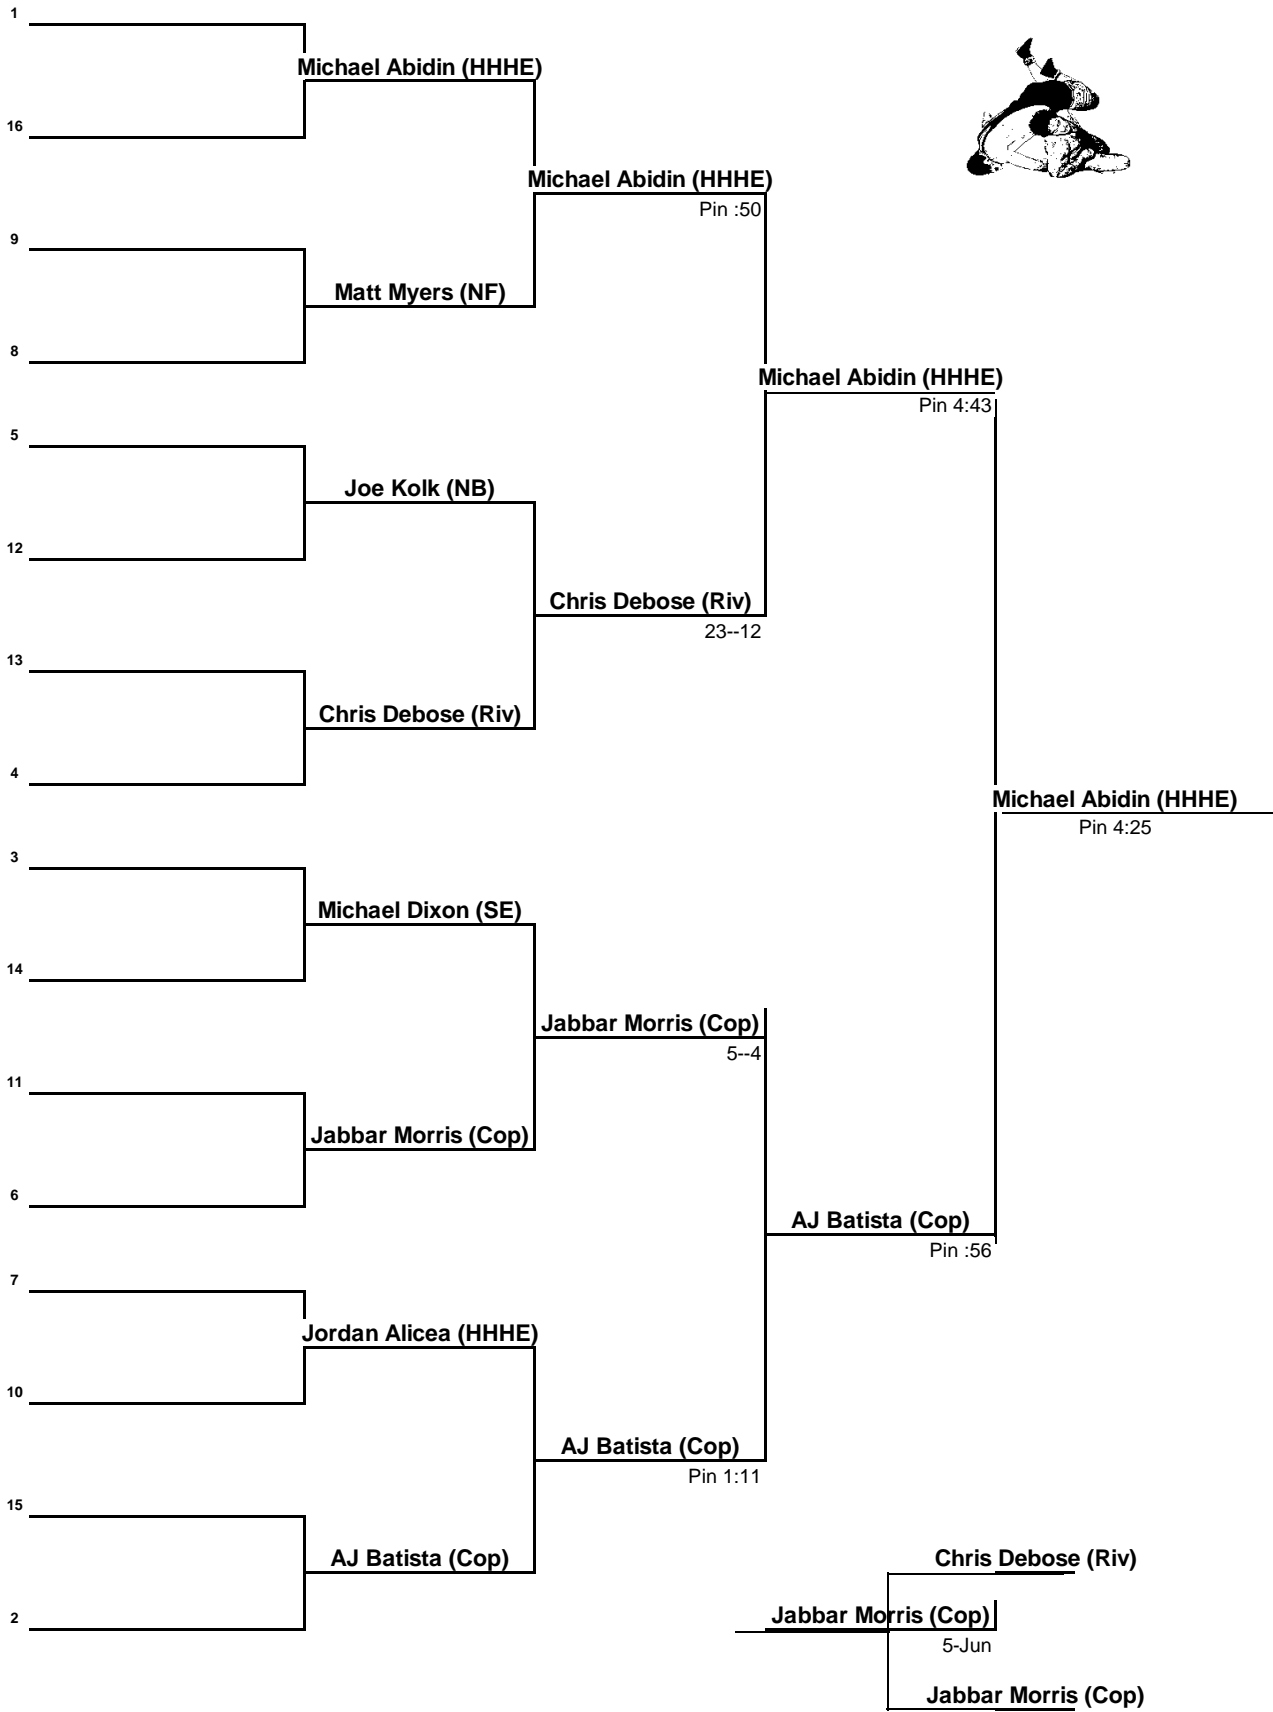 1
Michael Abidin (HHHE)
16
Michael Abidin (HHHE)
Pin :50
9
Matt Myers (NF)
8
Michael Abidin (HHHE)
Pin 4:43
5
Joe Kolk (NB)
12
Chris Debose (Riv)
23--12
13
Chris Debose (Riv)
4
Michael Abidin (HHHE)
Pin 4:25
3
Michael Dixon (SE)
14
Jabbar Morris (Cop)
5--4
11
Jabbar Morris (Cop)
6
AJ Batista (Cop)
Pin :56
7
Jordan Alicea (HHHE)
10
AJ Batista (Cop)
Pin 1:11
15
AJ Batista (Cop)
2
Chris Debose (Riv)
Jabbar Morris (Cop)
5-Jun
Jabbar Morris (Cop)